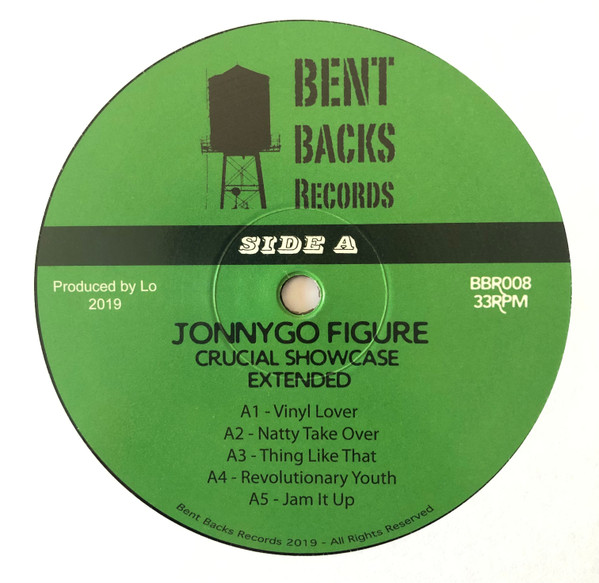 BENT
BACKS
RECORDS
SIDE A
Produced by Lo
2019
BBR008
33RPM
JONNYGO FIGURE
CRUCIAL SHOWCASE
EXTENDED
A1 - Vinyl Lover
A2 - Natty Take Over
A3 - Thing Like That
A4 - Revolutionary Youth
A5 - Jam It Up
Bent Backs Records 2019 - All Rights Reserved